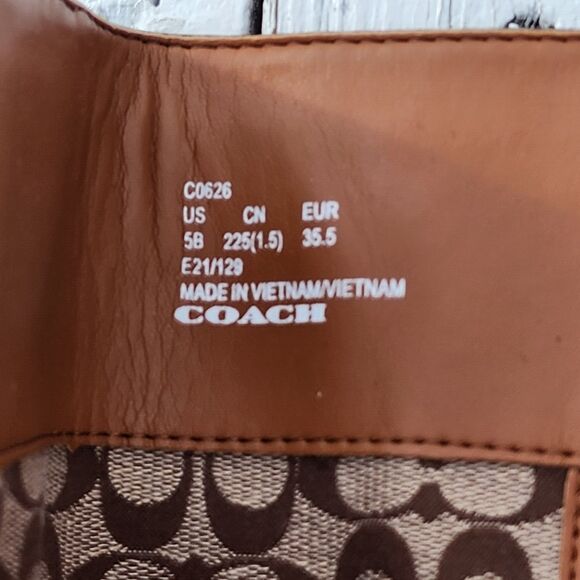 C0626
US CN EUR
5B 225(1.5) 35.5
E21/129
MADE IN VIETNAM/VIETNAM
COACH